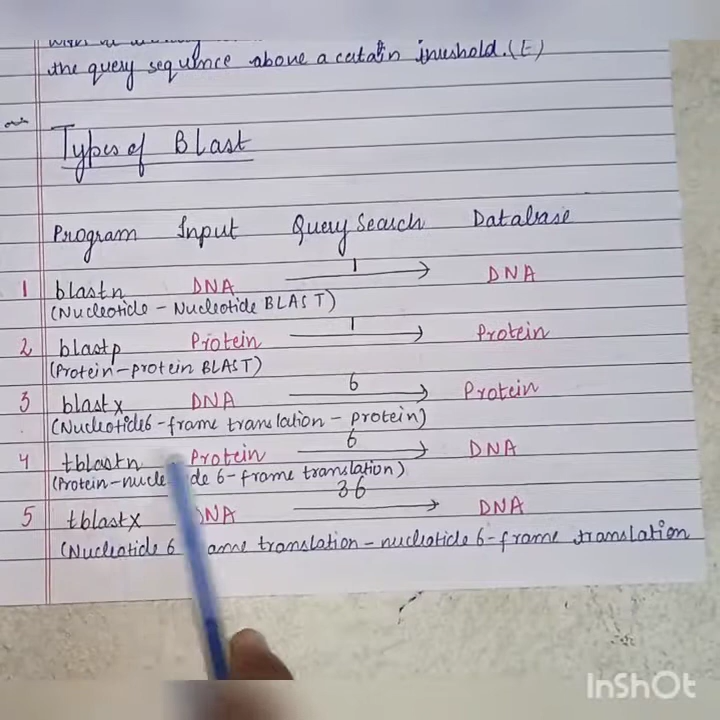 the query sequence above a certain threshold. (E)
Types of Blast
Program Input Query Search Database
1 blastn DNA 1 DNA
(Nucleotide - Nucleotide BLAST)
2 blastp Protein 1 Protein
(Protein-protein BLAST)
3 blastx DNA 6 Protein
(Nucleotide6-frame translation - protein)
4 tblastn Protein 6 DNA
(Protein-nucle de 6-frame translation)
5 tblastx NA 36 DNA
(Nucleotide 6 ame translation-nucleotide 6-frame translation
InShOt